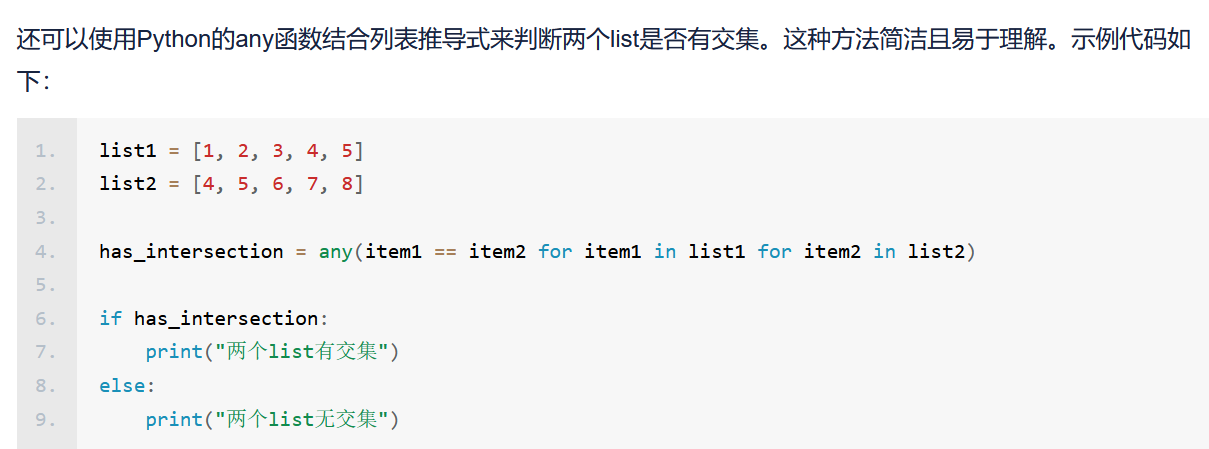 还可以使用Python的any函数结合列表推导式来判断两个list是否有交集。这种方法简洁且易于理解。示例代码如
下：
1. list1 = [1, 2, 3, 4, 5]
2. list2 = [4, 5, 6, 7, 8]
3.
4. has_intersection = any(item1 == item2 for item1 in list1 for item2 in list2)
5.
6. if has_intersection:
7.     print("两个list有交集")
8. else:
9.     print("两个list无交集")